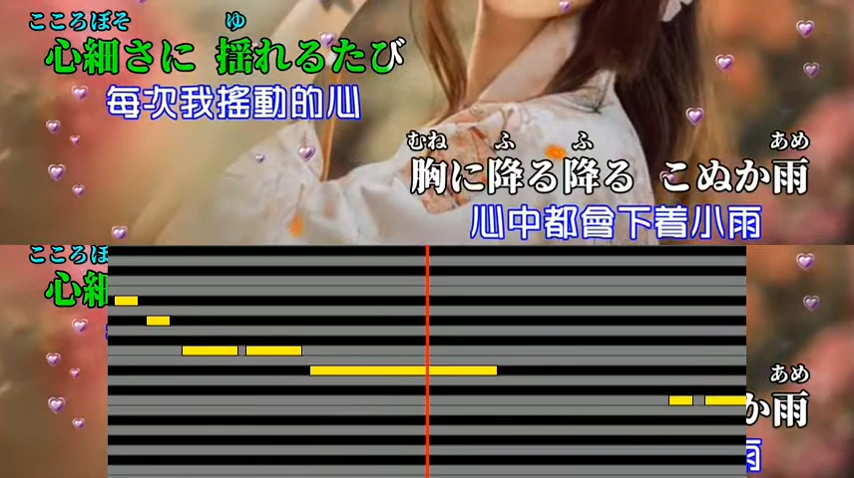 こころぼそ ゆ
心細さに 揺れるたび
每次我搖動的心
むね ふ ふ あめ
胸に降る降る こぬか雨
心中都會下着小雨
こころぼ
心細
あめ
か雨
雨